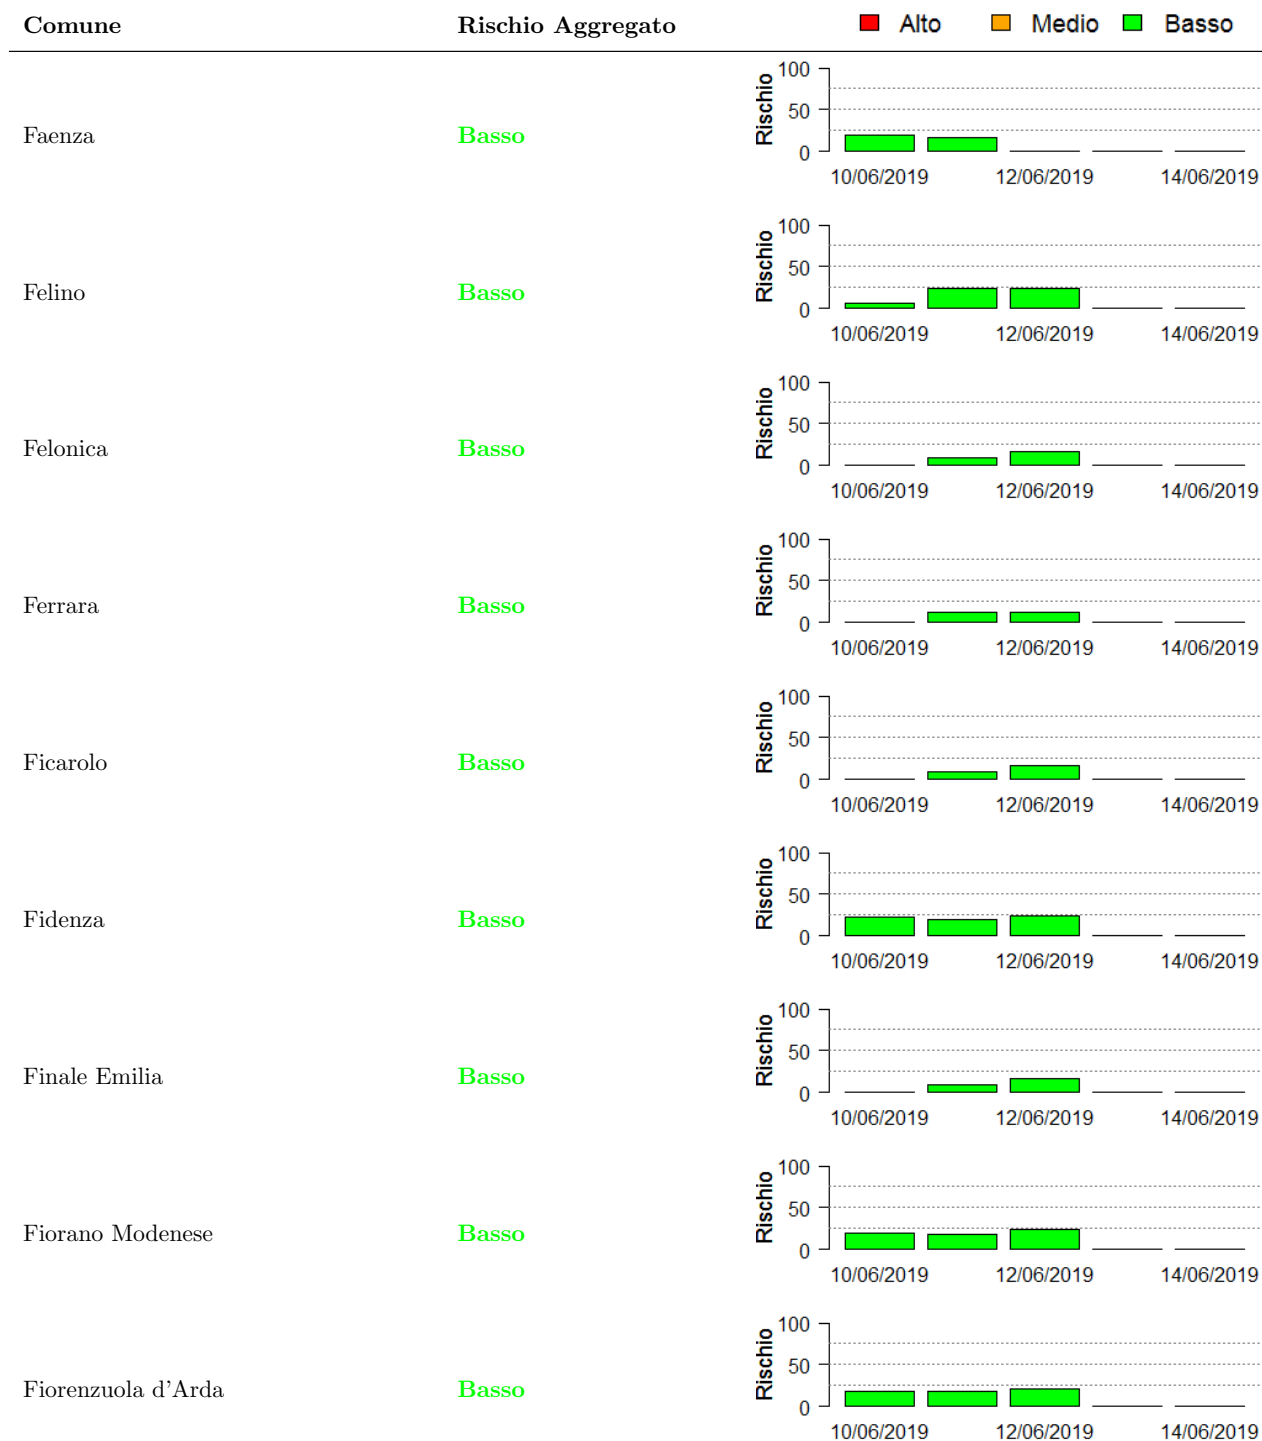 Comune Rischio Aggregato Alto Medio Basso
Faenza Basso Rischio 100 50 0
10/06/2019 12/06/2019 14/06/2019
Felino Basso Rischio 100 50 0
10/06/2019 12/06/2019 14/06/2019
Felonica Basso Rischio 100 50 0
10/06/2019 12/06/2019 14/06/2019
Ferrara Basso Rischio 100 50 0
10/06/2019 12/06/2019 14/06/2019
Ficarolo Basso Rischio 100 50 0
10/06/2019 12/06/2019 14/06/2019
Fidenza Basso Rischio 100 50 0
10/06/2019 12/06/2019 14/06/2019
Finale Emilia Basso Rischio 100 50 0
10/06/2019 12/06/2019 14/06/2019
Fiorano Modenese Basso Rischio 100 50 0
10/06/2019 12/06/2019 14/06/2019
Fiorenzuola d'Arda Basso Rischio 100 50 0
10/06/2019 12/06/2019 14/06/2019